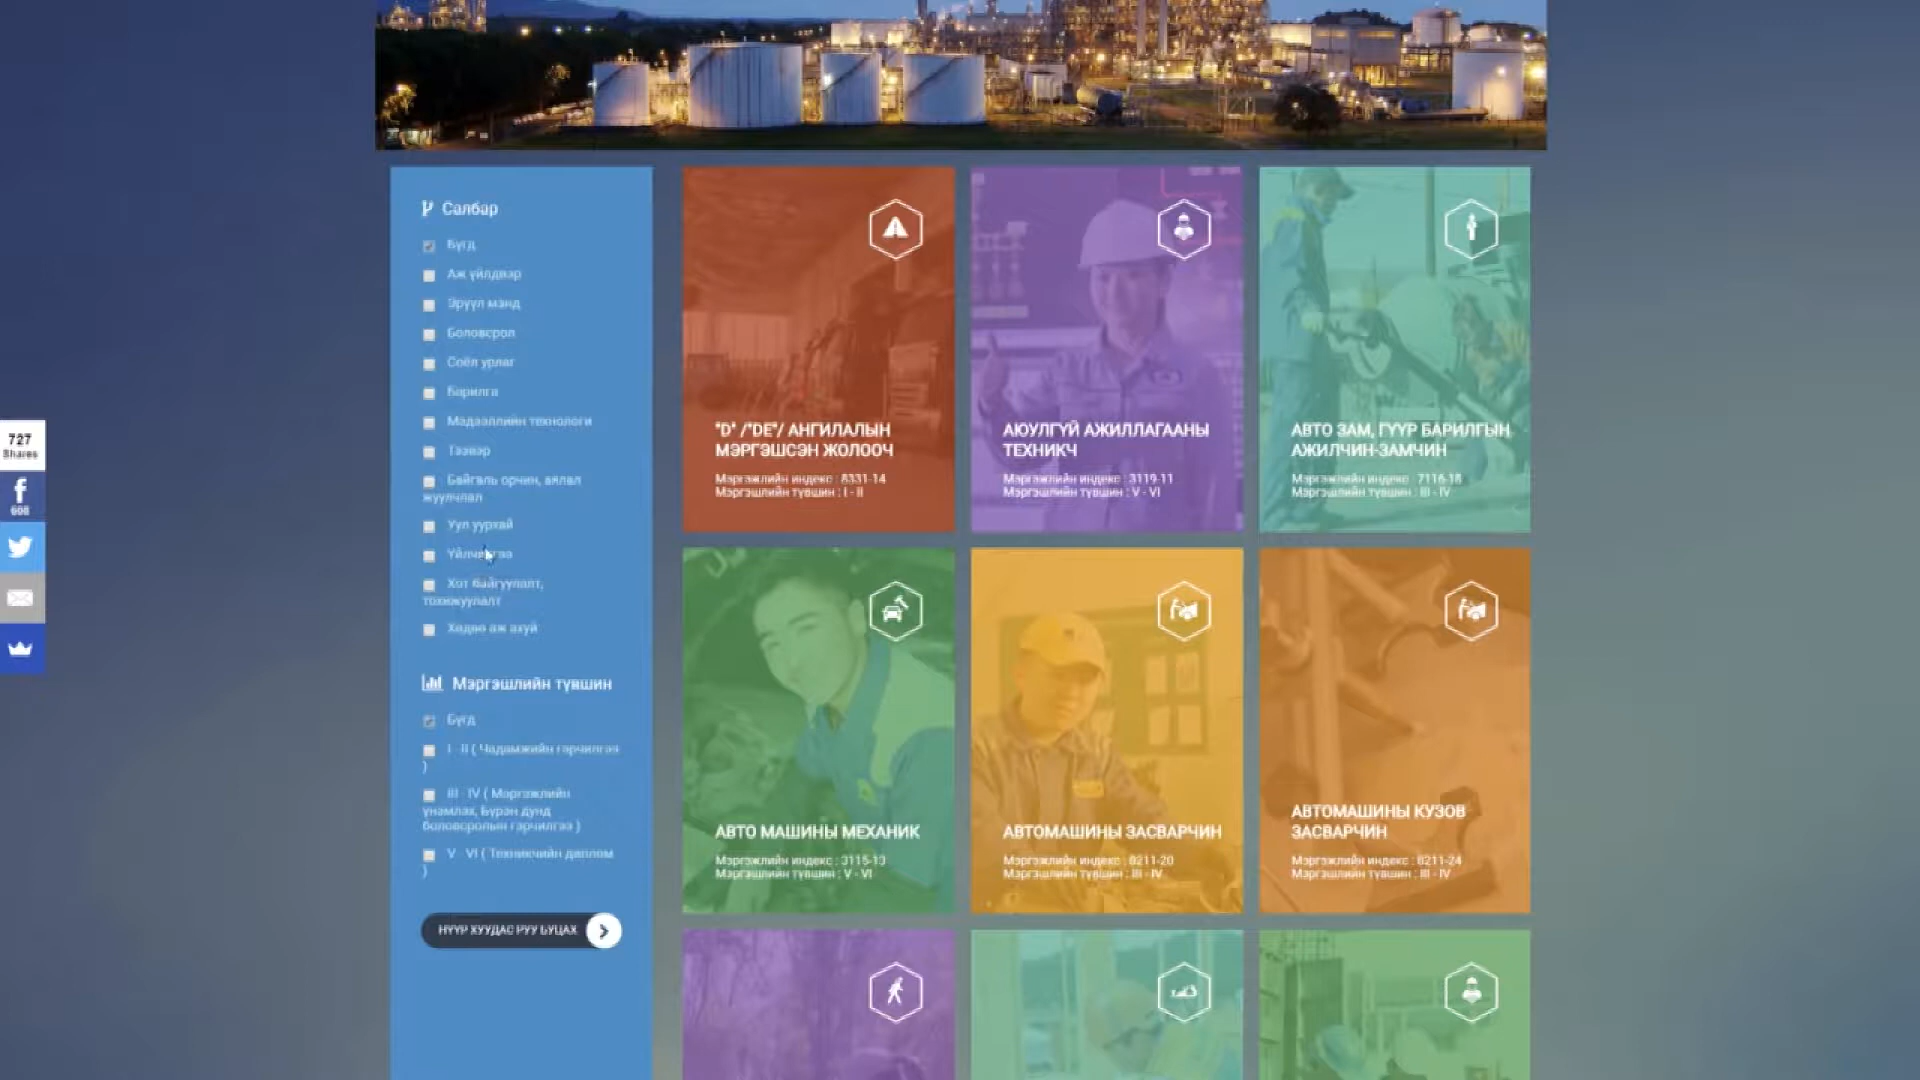 727
Shares
608
Салбар
Бүгд
Аж үйлдвэр
Эрүүл мэнд
Боловсрол
Соёл урлаг
Барилга
Мэдээллийн технологи
Тээвэр
Байгаль орчин, аялал
жуулчлал
Уул уурхай
Үйлчилгээ
Хот байгуулалт,
тохижуулалт
Хөдөө аж ахуй
Мэргэшлийн түвшин
Бүгд
I - II ( Чадамжийн гэрчилгээ
)
III - IV ( Мэргэжлийн
үнэмлэх, Бүрэн дунд
боловсролын гэрчилгээ )
V - VI ( Техникчийн диплом
)
НҮҮР ХУУДАС РУУ БУЦАХ
"D" /"DE"/ АНГИЛАЛЫН
МЭРГЭШСЭН ЖОЛООЧ
Мэргэжлийн индекс : 8331-14
Мэргэшлийн түвшин : I - II
АЮУЛГҮЙ АЖИЛЛАГААНЫ
ТЕХНИКЧ
Мэргэжлийн индекс : 3119-11
Мэргэшлийн түвшин : V - VI
АВТО ЗАМ, ГҮҮР БАРИЛГЫН
АЖИЛЧИН-ЗАМЧИН
Мэргэжлийн индекс : 7116-18
Мэргэшлийн түвшин : III - IV
АВТО МАШИНЫ МЕХАНИК
Мэргэжлийн индекс : 3115-13
Мэргэшлийн түвшин : V - VI
АВТОМАШИНЫ ЗАСВАРЧИН
Мэргэжлийн индекс : 8211-20
Мэргэшлийн түвшин : III - IV
АВТОМАШИНЫ КУЗОВ
ЗАСВАРЧИН
Мэргэжлийн индекс : 8211-24
Мэргэшлийн түвшин : III - IV